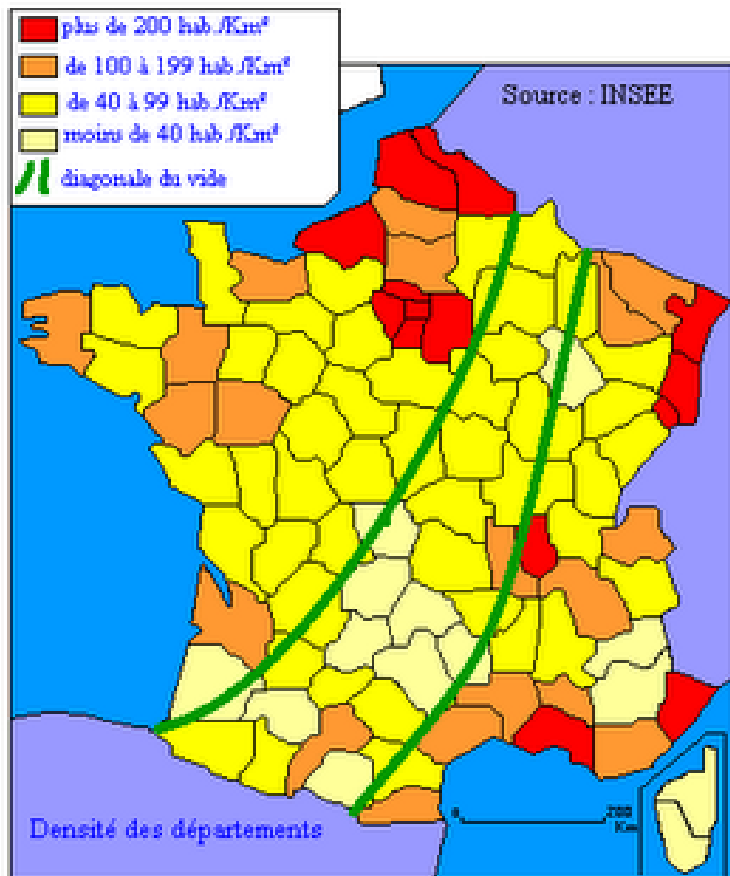 plus de 200 hab./Km²
de 100 à 199 hab./Km²
de 40 à 99 hab./Km²
moins de 40 hab./Km²
diagonale du vide
Source : INSEE
Densité des départements
0 200
Km